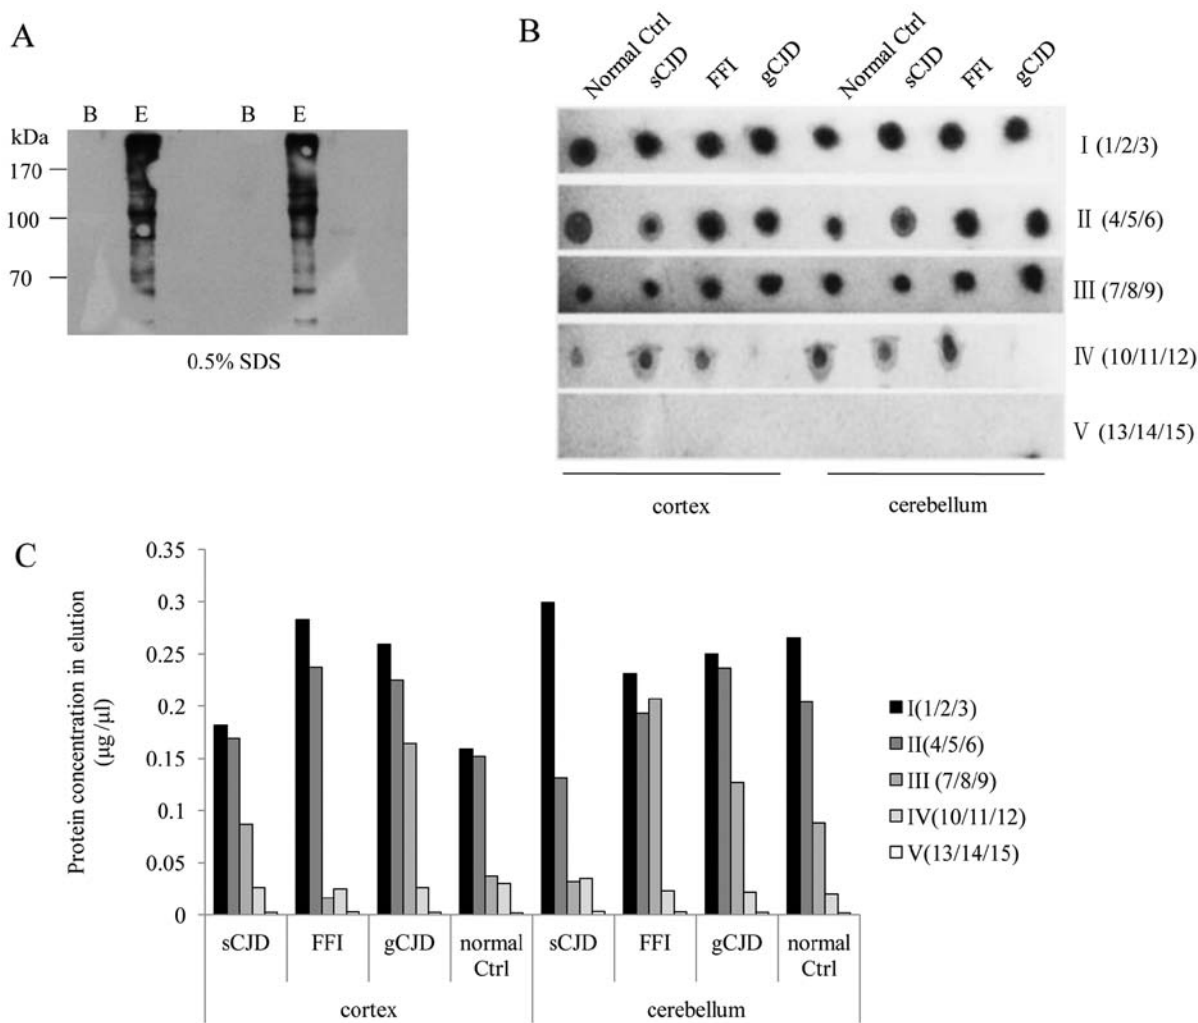 A
B E B E
kDa
170
100
70
0.5% SDS
B
Normal Ctrl sCJD FFI gCJD Normal Ctrl sCJD FFI gCJD
I (1/2/3)
II (4/5/6)
III (7/8/9)
IV (10/11/12)
V (13/14/15)
cortex cerebellum
C
Protein concentration in elution
(μg /μl)
0.35
0.3
0.25
0.2
0.15
0.1
0.05
0
I(1/2/3)
II(4/5/6)
III (7/8/9)
IV(10/11/12)
V(13/14/15)
sCJD FFI gCJD normal sCJD FFI gCJD normal
Ctrl Ctrl
cortex cerebellum